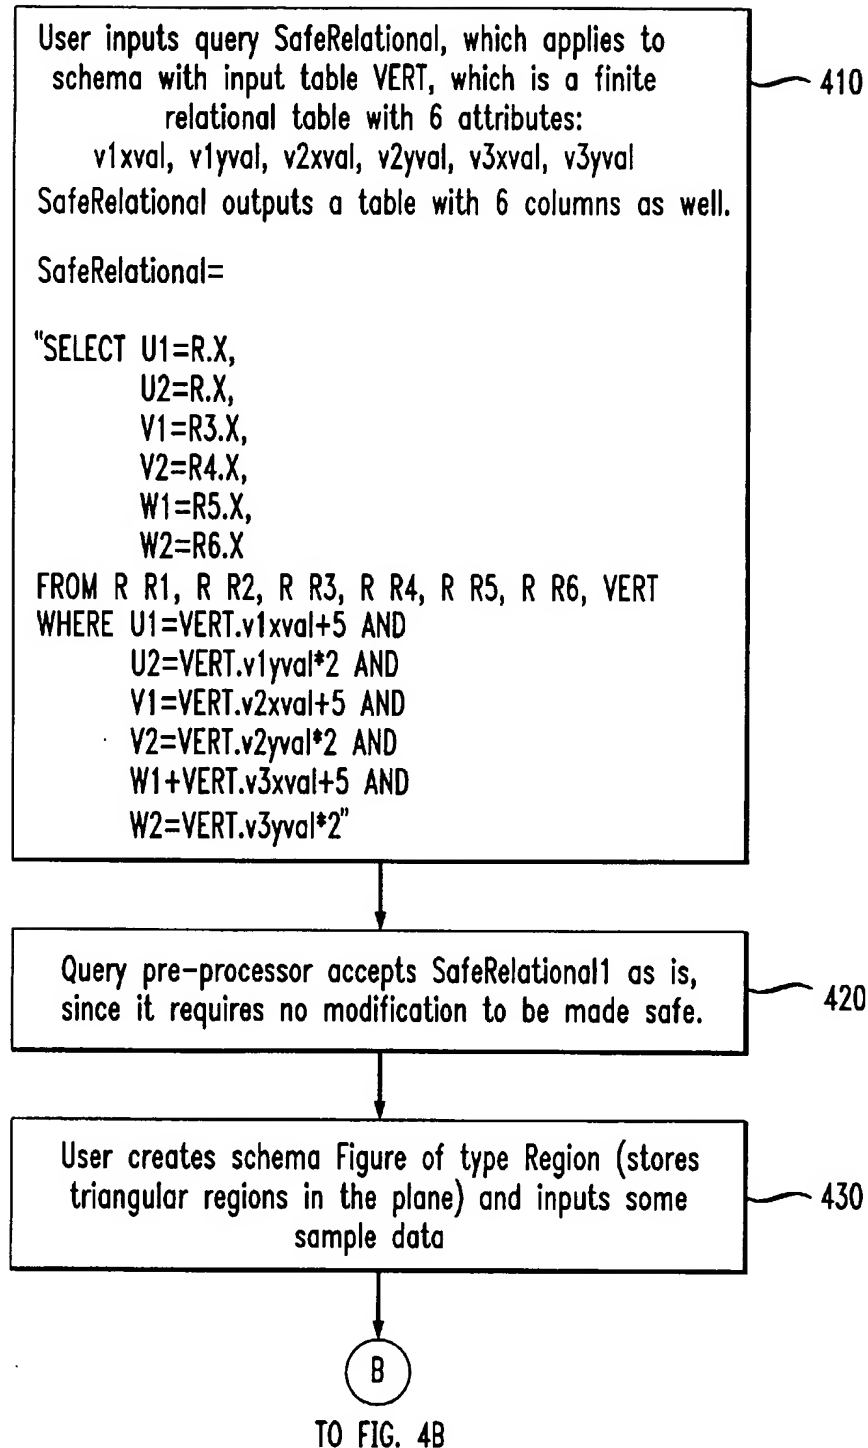 User inputs query SafeRelational, which applies to
schema with input table VERT, which is a finite
relational table with 6 attributes:
v1xval, v1yval, v2xval, v2yval, v3xval, v3yval
SafeRelational outputs a table with 6 columns as well.
SafeRelational=
"SELECT U1=R.X,
U2=R.X,
V1=R3.X,
V2=R4.X,
W1=R5.X,
W2=R6.X
FROM R R1, R R2, R R3, R R4, R R5, R R6, VERT
WHERE U1=VERT.v1xval+5 AND
U2=VERT.v1yval*2 AND
V1=VERT.v2xval+5 AND
V2=VERT.v2yval*2 AND
W1+VERT.v3xval+5 AND
W2=VERT.v3yval*2"
410
Query pre-processor accepts SafeRelational1 as is,
since it requires no modification to be made safe.
420
User creates schema Figure of type Region (stores
triangular regions in the plane) and inputs some
sample data
430
B
TO FIG. 4B